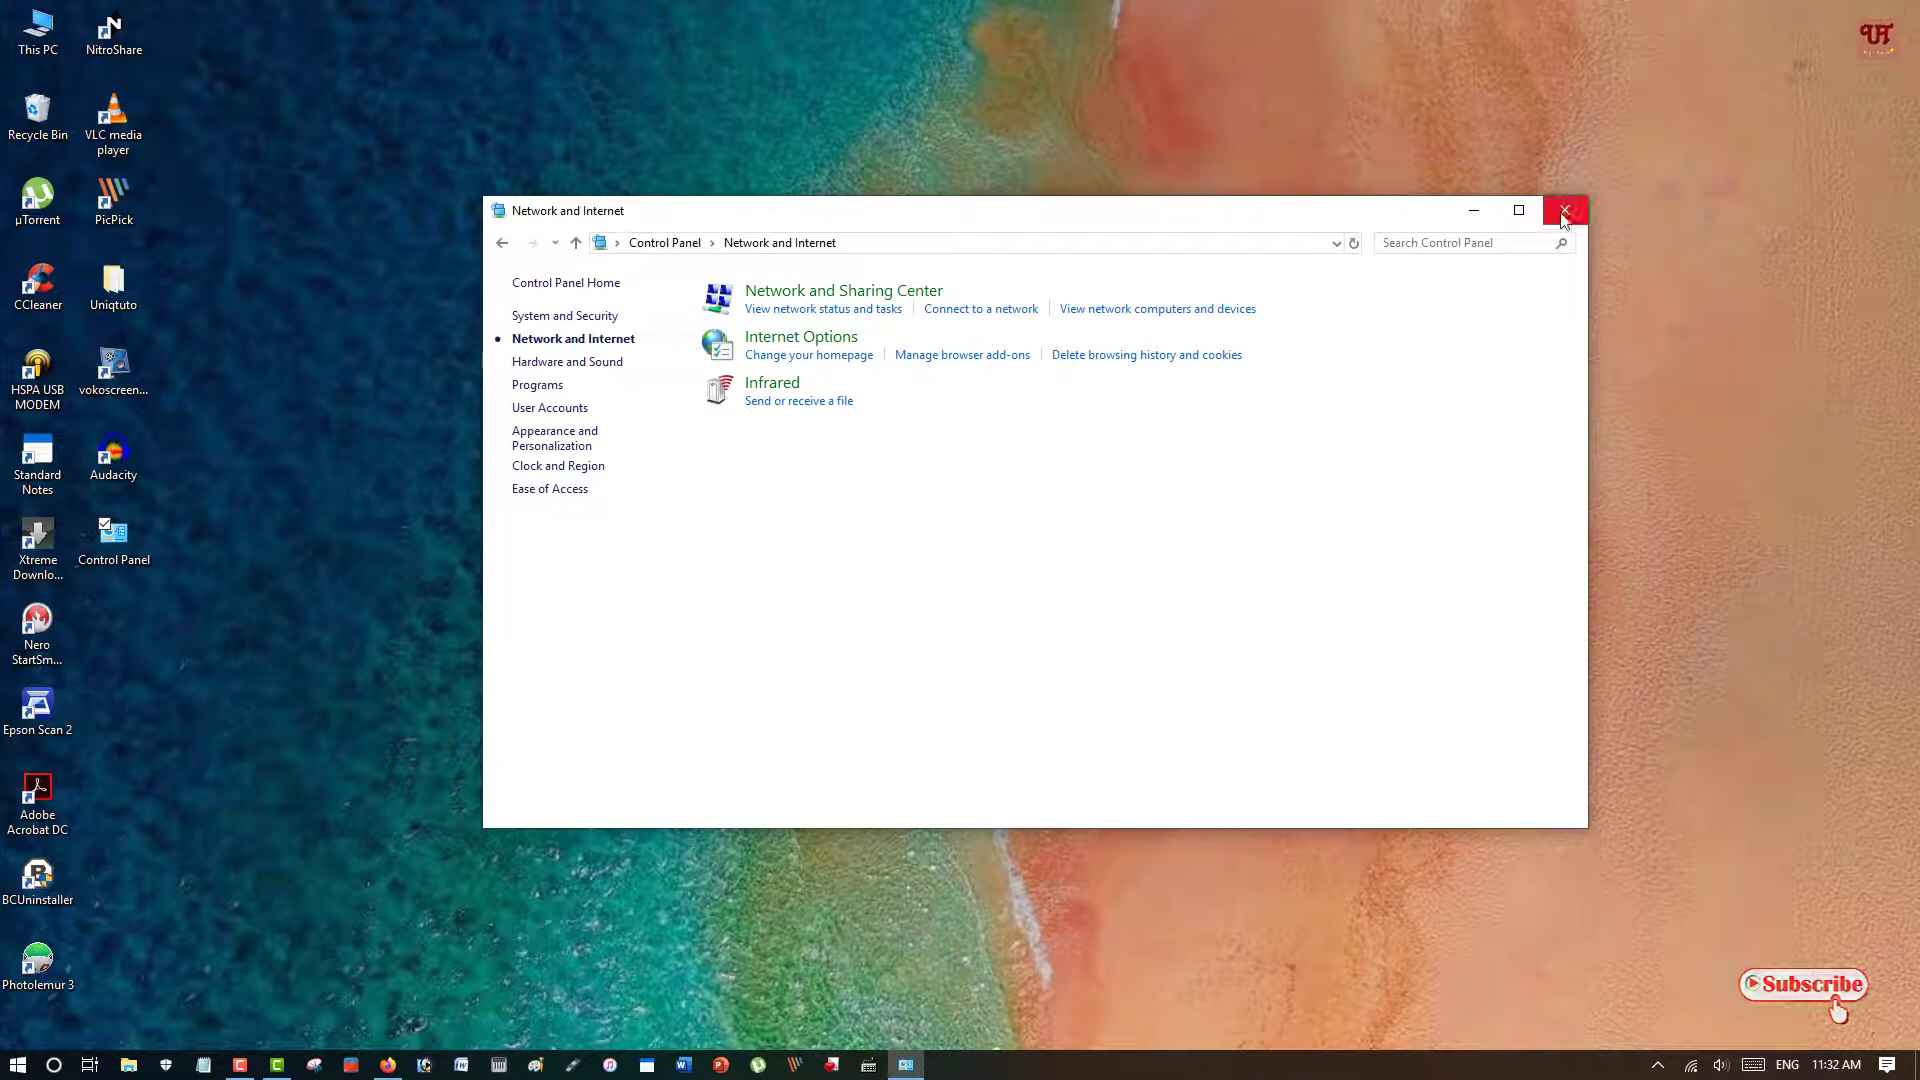 This PC
NitroShare
Recycle Bin
VLC media
player
µTorrent
PicPick
CCleaner
Uniqtuto
HSPA USB
MODEM
vokoscreen...
Standard
Notes
Audacity
Xtreme
Downlo...
Control Panel
Nero
StartSm...
Epson Scan 2
Adobe
Acrobat DC
BCUninstaller
Photolemur 3
Network and Internet
Control Panel > Network and Internet
Search Control Panel
Control Panel Home
System and Security
Network and Internet
Hardware and Sound
Programs
User Accounts
Appearance and
Personalization
Clock and Region
Ease of Access
Network and Sharing Center
View network status and tasks | Connect to a network | View network computers and devices
Internet Options
Change your homepage | Manage browser add-ons | Delete browsing history and cookies
Infrared
Send or receive a file
Subscribe
ENG
11:32 AM